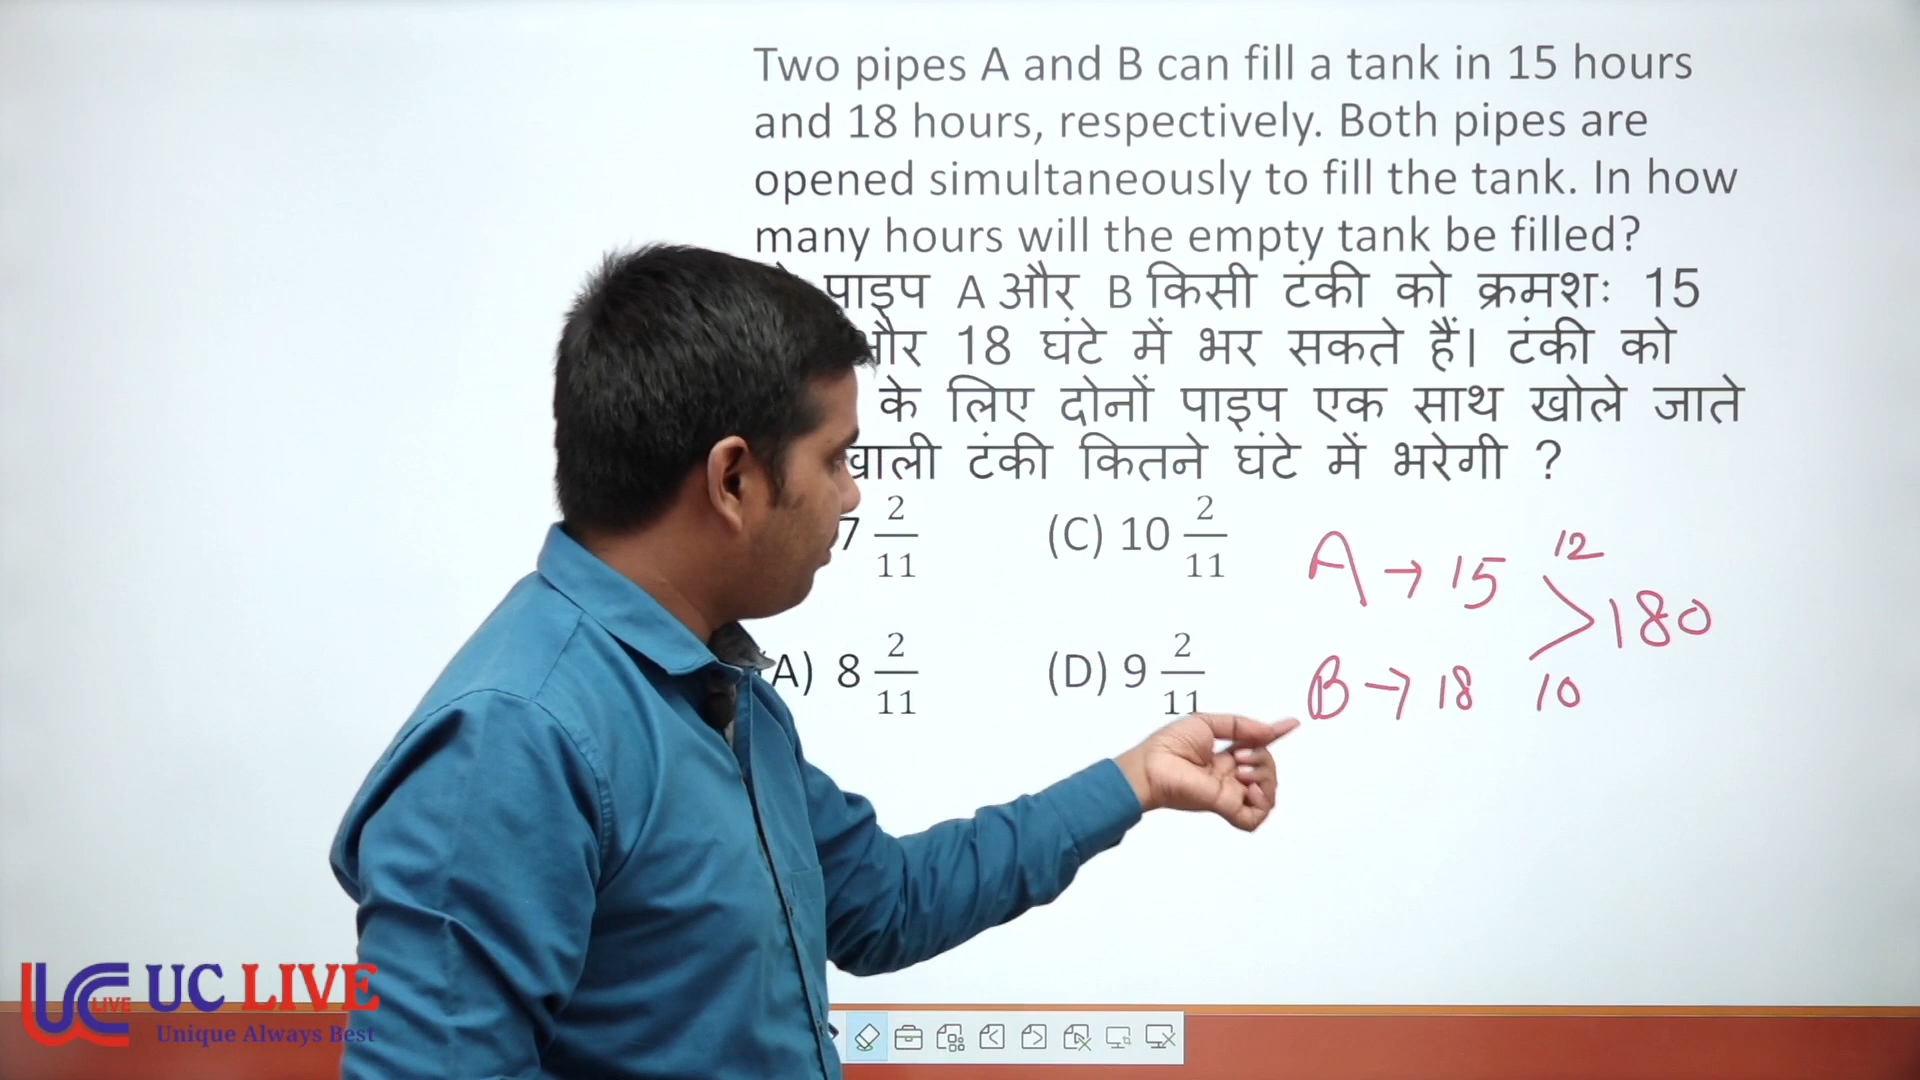 Two pipes A and B can fill a tank in 15 hours
and 18 hours, respectively. Both pipes are
opened simultaneously to fill the tank. In how
many hours will the empty tank be filled?
पाइप A और B किसी टंकी को क्रमशः 15
और 18 घंटे में भर सकते हैं। टंकी को
के लिए दोनों पाइप एक साथ खोले जाते
खाली टंकी कितने घंटे में भरेगी ?
7 2/11 (C) 10 2/11
A) 8 2/11 (D) 9 2/11
A → 15 12
180
B → 18 10
UC LIVE UC LIVE
Unique Always Best